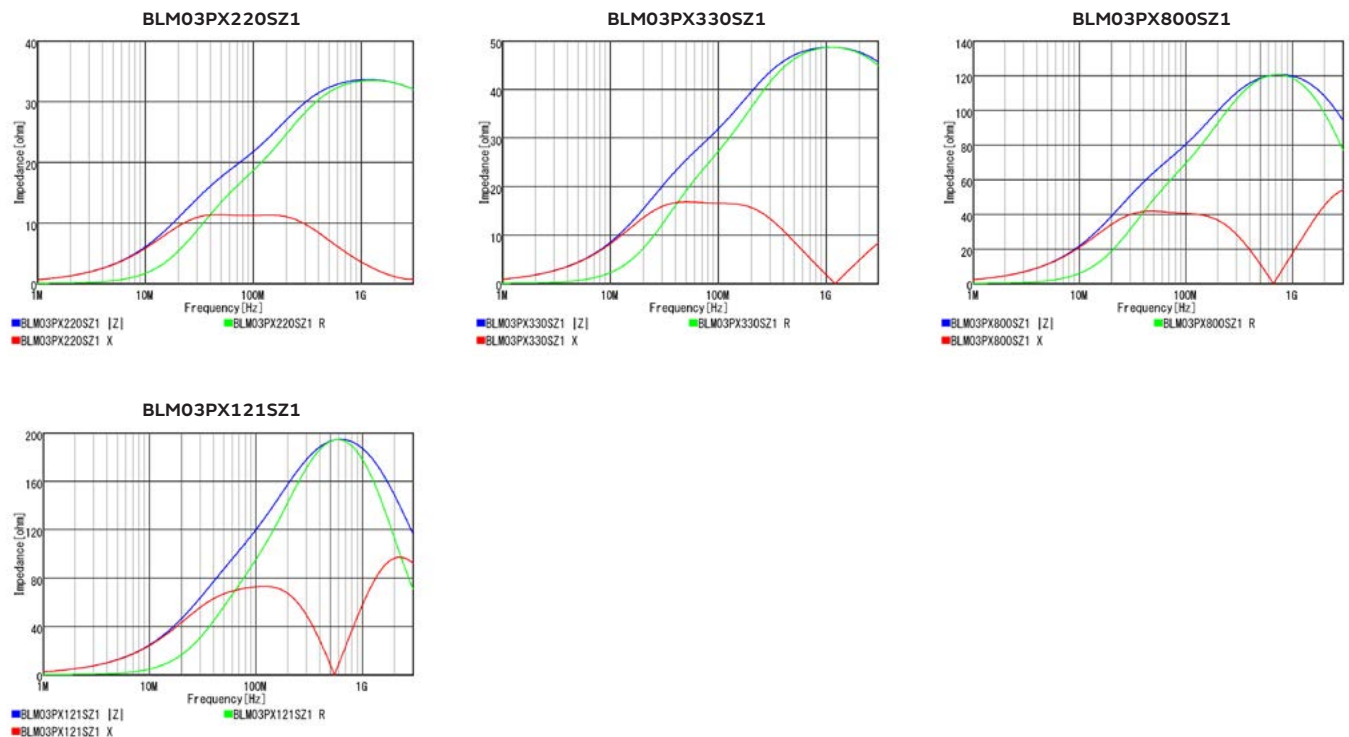 BLM03PX220SZ1
40
30
20
10
0
Impedance[ohm]
1M 10M 100M 1G
Frequency[Hz]
BLM03PX220SZ1 |Z| BLM03PX220SZ1 R
BLM03PX220SZ1 X
BLM03PX330SZ1
50
40
30
20
10
0
Impedance[ohm]
1M 10M 100M 1G
Frequency[Hz]
BLM03PX330SZ1 |Z| BLM03PX330SZ1 R
BLM03PX330SZ1 X
BLM03PX800SZ1
140
120
100
80
60
40
20
0
Impedance[ohm]
1M 10M 100M 1G
Frequency[Hz]
BLM03PX800SZ1 |Z| BLM03PX800SZ1 R
BLM03PX800SZ1 X
BLM03PX121SZ1
200
160
120
80
40
0
Impedance[ohm]
1M 10M 100M 1G
Frequency[Hz]
BLM03PX121SZ1 |Z| BLM03PX121SZ1 R
BLM03PX121SZ1 X